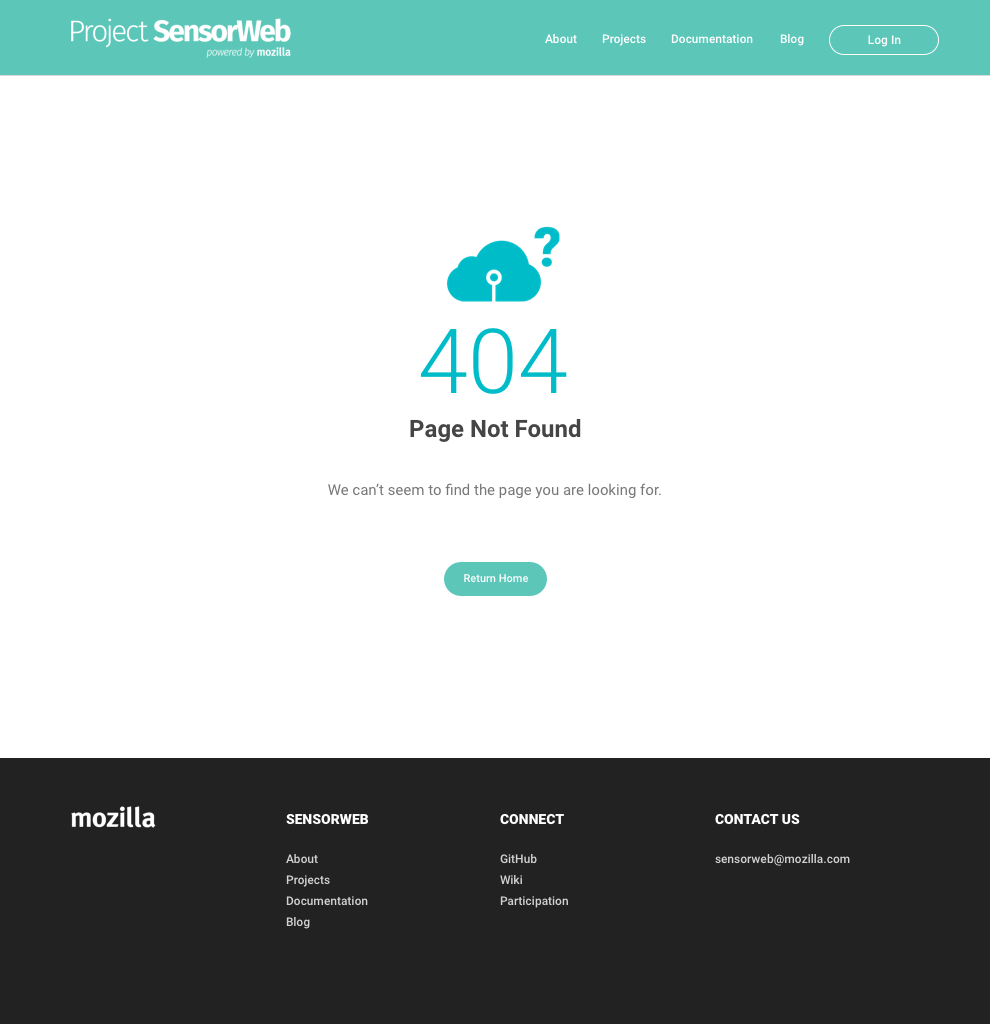 Project SensorWeb
powered by mozilla
About Projects Documentation Blog Log In
?
404
Page Not Found
We can’t seem to find the page you are looking for.
Return Home
mozilla
SENSORWEB
About
Projects
Documentation
Blog
CONNECT
GitHub
Wiki
Participation
CONTACT US
sensorweb@mozilla.com